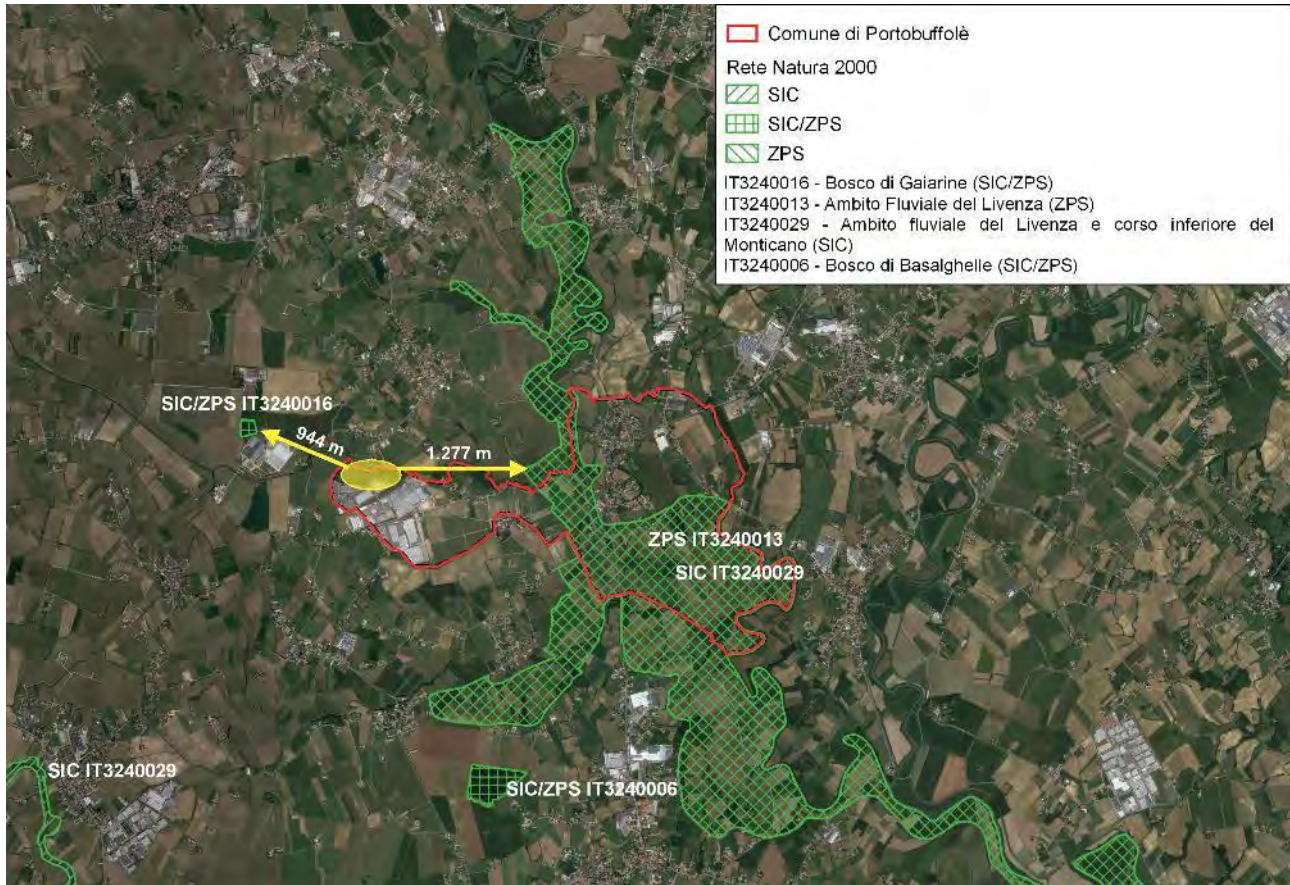 Comune di Portobuffolè
Rete Natura 2000
SIC
SIC/ZPS
ZPS
IT3240016 - Bosco di Gaiarine (SIC/ZPS)
IT3240013 - Ambito Fluviale del Livenza (ZPS)
IT3240029 - Ambito fluviale del Livenza e corso inferiore del
Monticano (SIC)
IT3240006 - Bosco di Basalghelle (SIC/ZPS)
SIC/ZPS IT3240016
944 m
1.277 m
ZPS IT3240013
SIC IT3240029
SIC IT3240029
SIC/ZPS IT3240006